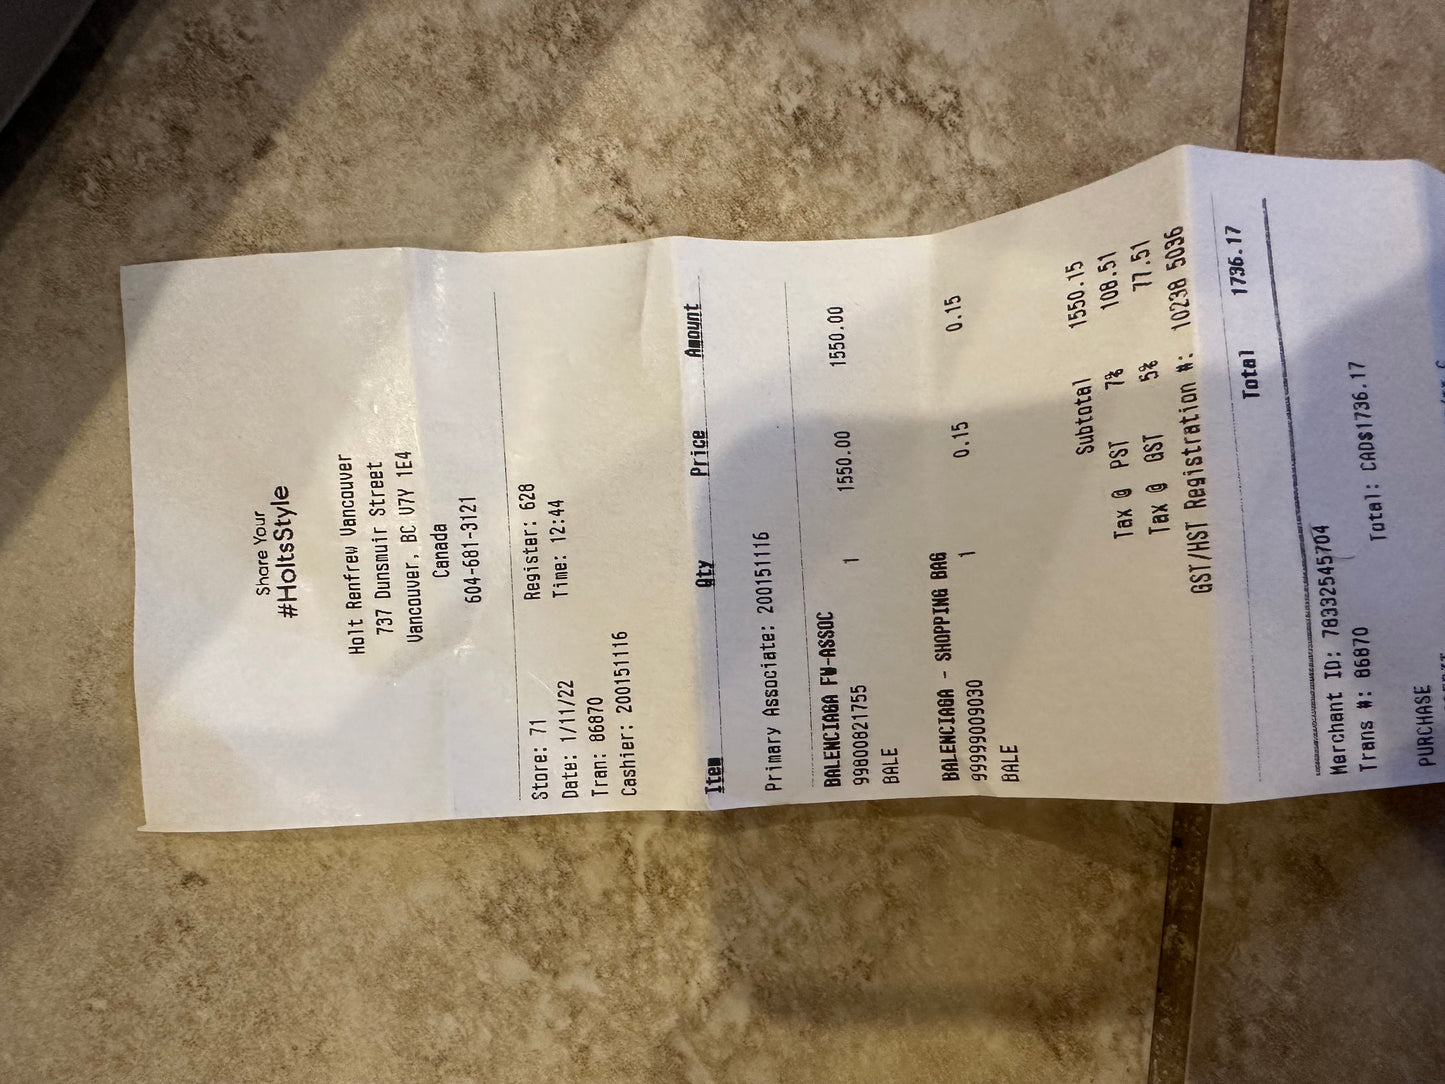 Share Your
#HoltsStyle
Holt Renfrew Vancouver
737 Dunsmuir Street
Vancouver, BC V7Y 1E4
Canada
604-681-3121
Store: 71 Register: 628
Date: 1/11/22 Time: 12:44
Tran: 86870
Cashier: 200151116
Item Qty Price Amount
Primary Associate: 200151116
BALENCIAGA FW-ASSOC
99800821755 1 1550.00 1550.00
BALE
BALENCIAGA - SHOPPING BAG
99999009030 1 0.15 0.15
BALE
Subtotal 1550.15
Tax @ PST 7% 108.51
Tax @ GST 5% 77.51
GST/HST Registration #: 10238 5036
Total 1736.17
Merchant ID: 78332545704
Trans #: 86870
Total: CAD$1736.17
PURCHASE